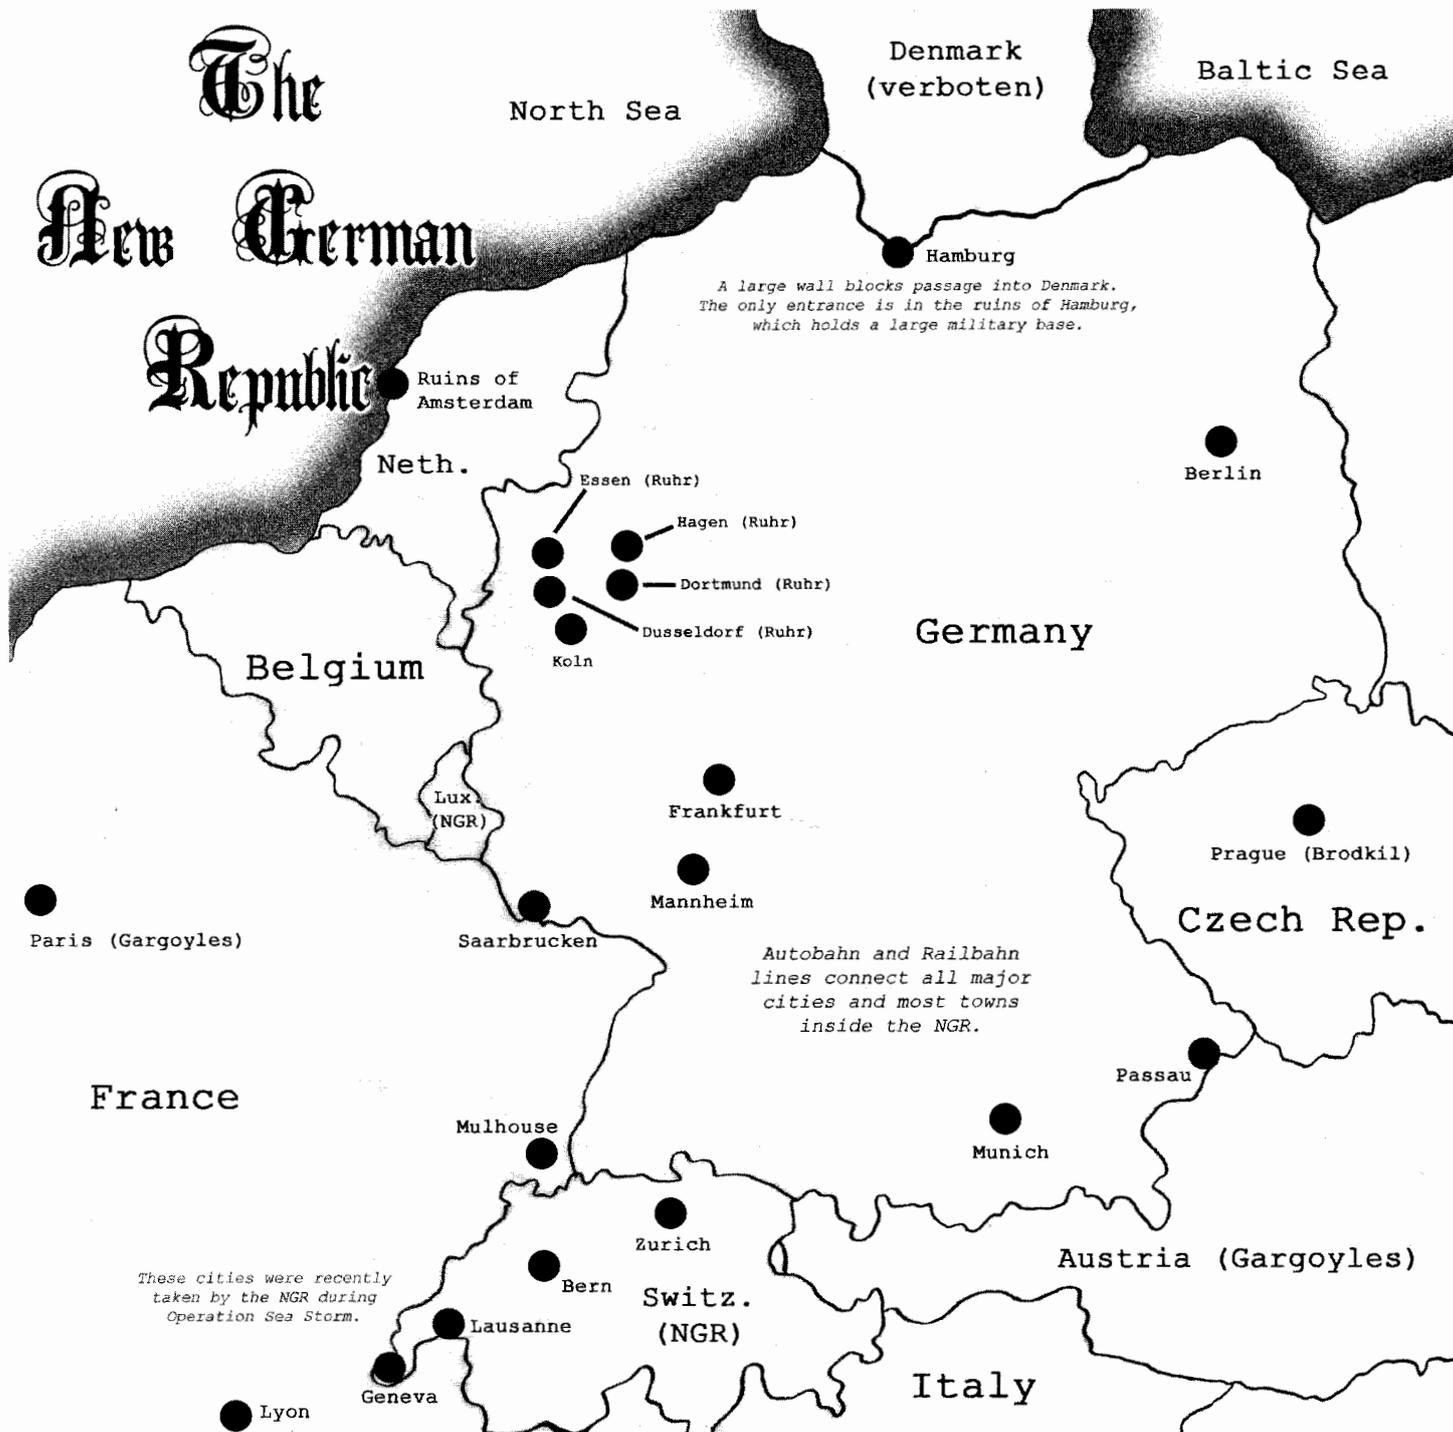 The
New German
Republic
North Sea
Denmark
(verboten)
Baltic Sea
Hamburg
A large wall blocks passage into Denmark.
The only entrance is in the ruins of Hamburg,
which holds a large military base.
Ruins of
Amsterdam
Neth.
Berlin
Essen (Ruhr)
Hagen (Ruhr)
Dortmund (Ruhr)
Dusseldorf (Ruhr)
Koln
Germany
Belgium
Lux.
(NGR)
Frankfurt
Prague (Brodkil)
Mannheim
Czech Rep.
Paris (Gargoyles)
Saarbrucken
Autobahn and Railbahn
lines connect all major
cities and most towns
inside the NGR.
Passau
France
Mulhouse
Munich
Zurich
Austria (Gargoyles)
These cities were recently
taken by the NGR during
Operation Sea Storm.
Bern
Switz.
(NGR)
Lausanne
Geneva
Italy
Lyon